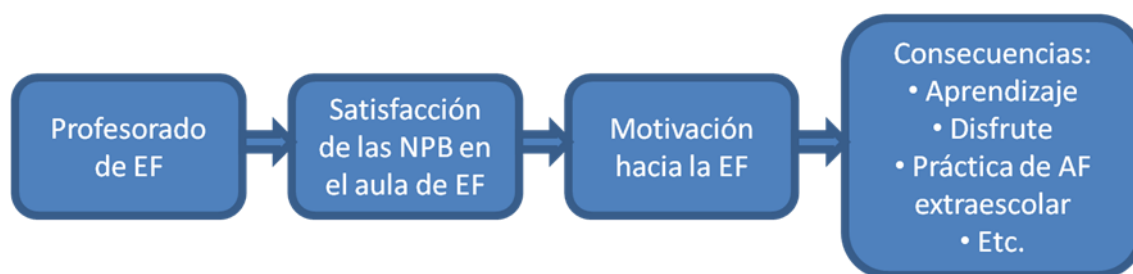 Profesorado
de EF
Satisfacción
de las NPB en
el aula de EF
Motivación
hacia la EF
Consecuencias:
• Aprendizaje
• Disfrute
• Práctica de AF
extraescolar
• Etc.